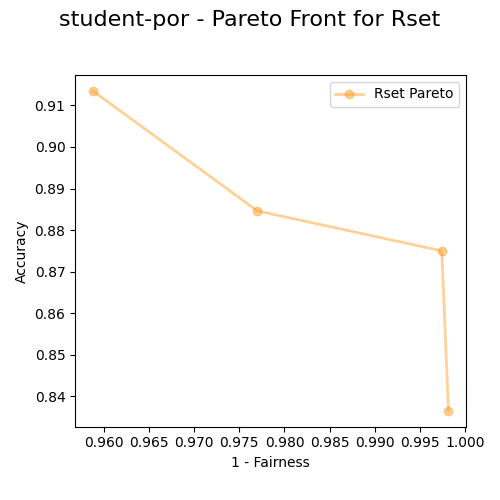 student-por - Pareto Front for Rset
Rset Pareto
0.91
0.90
0.89
0.88
0.87
0.86
0.85
0.84
Accuracy
0.960 0.965 0.970 0.975 0.980 0.985 0.990 0.995 1.000
1 - Fairness